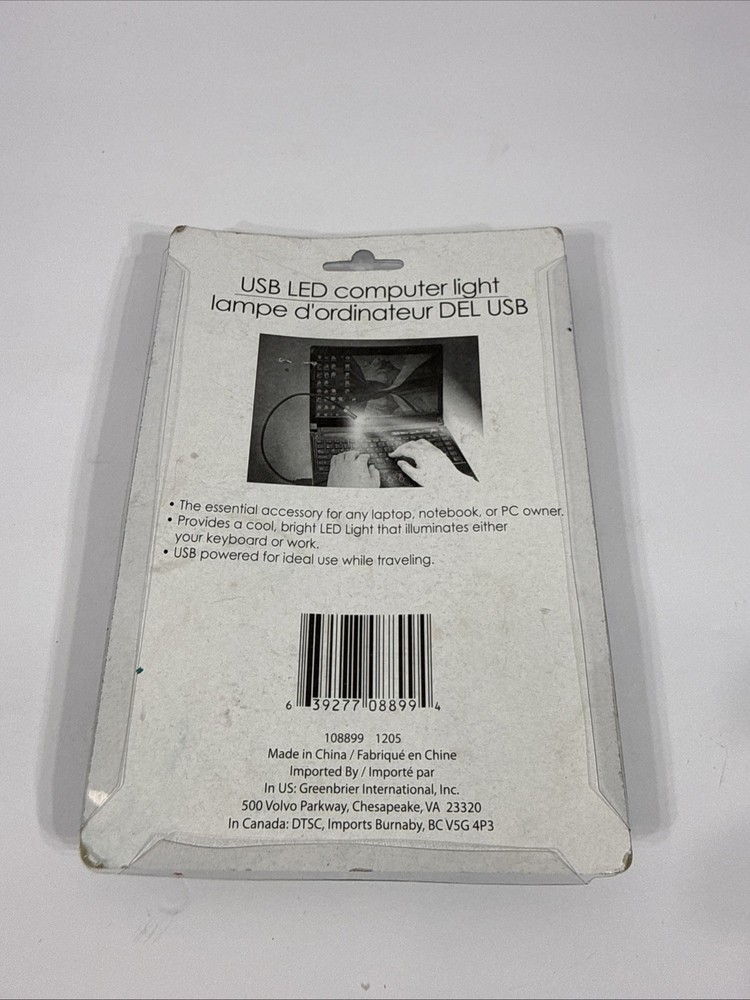 USB LED computer light
lampe d'ordinateur DEL USB
• The essential accessory for any laptop, notebook, or PC owner.
• Provides a cool, bright LED Light that illuminates either
your keyboard or work.
• USB powered for ideal use while traveling.
6 39277 08899 4
108899 1205
Made in China / Fabriqué en Chine
Imported By / Importé par
In US: Greenbrier International, Inc.
500 Volvo Parkway, Chesapeake, VA 23320
In Canada: DTSC, Imports Burnaby, BC V5G 4P3